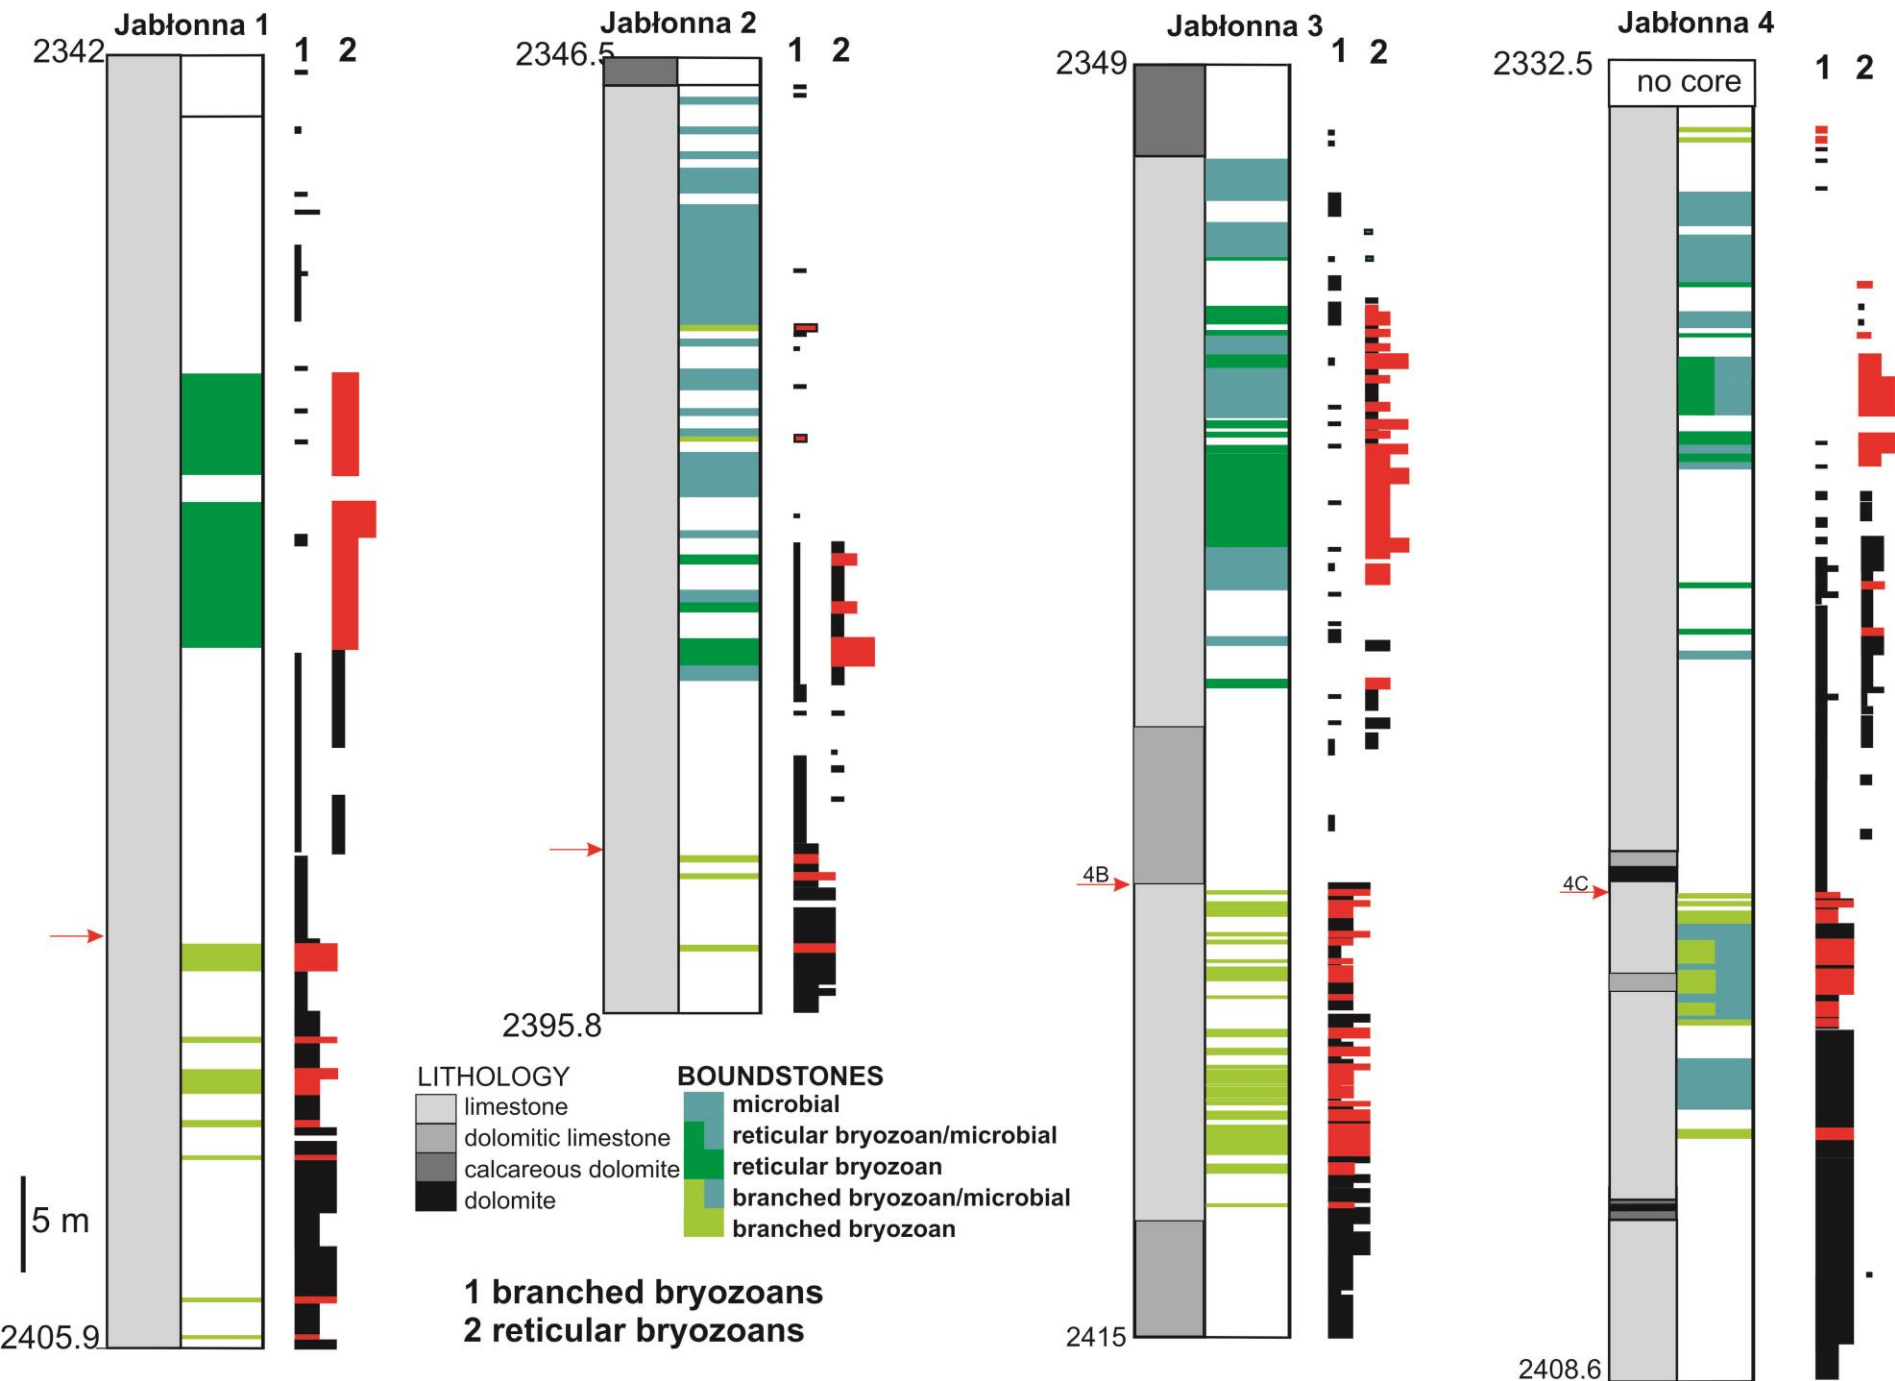 Jabłonna 1
2342
1 2
2405.9
5 m
Jabłonna 2
2346.5
1 2
2395.8
Jabłonna 3
2349
1 2
4B
2415
Jabłonna 4
2332.5
no core
1 2
4C
2408.6
LITHOLOGY
limestone
dolomitic limestone
calcareous dolomite
dolomite
BOUNDSTONES
microbial
reticular bryozoan/microbial
reticular bryozoan
branched bryozoan/microbial
branched bryozoan
1 branched bryozoans
2 reticular bryozoans